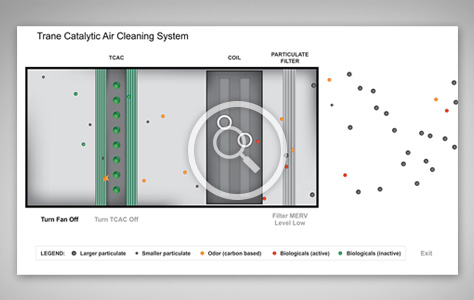 Trane Catalytic Air Cleaning System
TCAC
COIL
PARTICULATE
FILTER
Turn Fan Off
Turn TCAC Off
Filter MERV
Level Low
LEGEND: Larger particulate Smaller particulate Odor (carbon based) Biologicals (active) Biologicals (inactive)
Exit